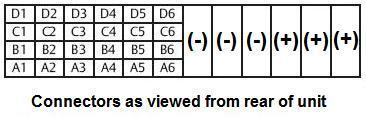 D1 D2 D3 D4 D5 D6
C1 C2 C3 C4 C5 C6
(-) (-) (-) (+) (+) (+)
B1 B2 B3 B4 B5 B6
A1 A2 A3 A4 A5 A6
Connectors as viewed from rear of unit